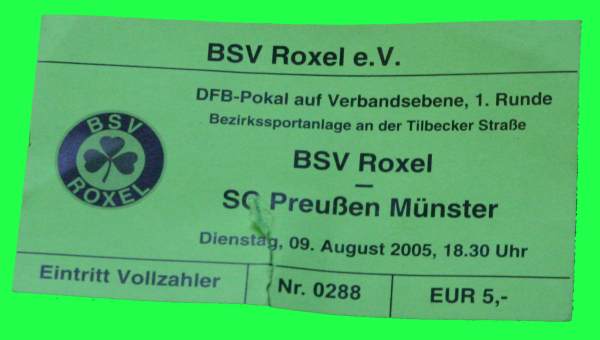 BSV Roxel e.V.
DFB-Pokal auf Verbandsebene, 1. Runde
Bezirkssportanlage an der Tilbecker Straße
BSV
ROXEL
BSV Roxel
–
SC Preußen Münster
Dienstag, 09. August 2005, 18.30 Uhr
Eintritt Vollzahler
Nr. 0288
EUR 5,-